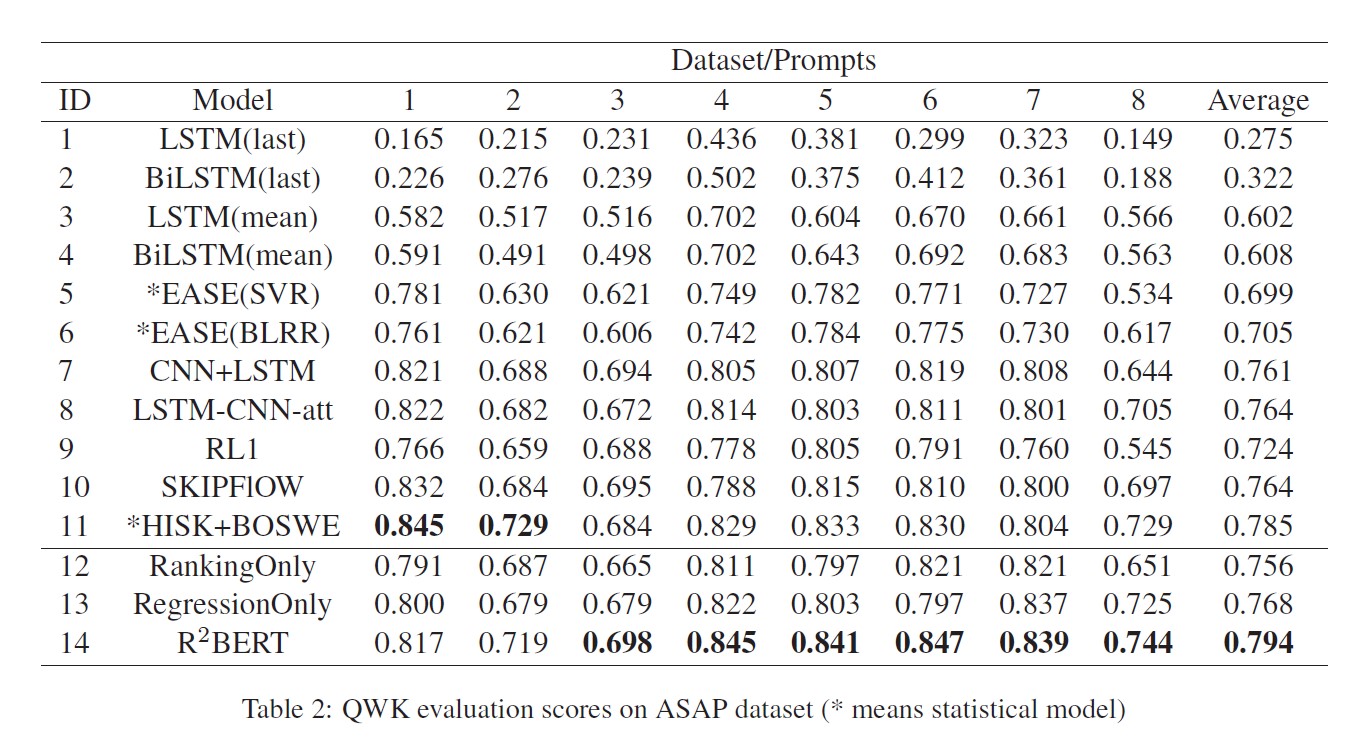 Dataset/Prompts
ID Model 1 2 3 4 5 6 7 8 Average
1 LSTM(last) 0.165 0.215 0.231 0.436 0.381 0.299 0.323 0.149 0.275
2 BiLSTM(last) 0.226 0.276 0.239 0.502 0.375 0.412 0.361 0.188 0.322
3 LSTM(mean) 0.582 0.517 0.516 0.702 0.604 0.670 0.661 0.566 0.602
4 BiLSTM(mean) 0.591 0.491 0.498 0.702 0.643 0.692 0.683 0.563 0.608
5 *EASE(SVR) 0.781 0.630 0.621 0.749 0.782 0.771 0.727 0.534 0.699
6 *EASE(BLRR) 0.761 0.621 0.606 0.742 0.784 0.775 0.730 0.617 0.705
7 CNN+LSTM 0.821 0.688 0.694 0.805 0.807 0.819 0.808 0.644 0.761
8 LSTM-CNN-att 0.822 0.682 0.672 0.814 0.803 0.811 0.801 0.705 0.764
9 RL1 0.766 0.659 0.688 0.778 0.805 0.791 0.760 0.545 0.724
10 SKIPFlOW 0.832 0.684 0.695 0.788 0.815 0.810 0.800 0.697 0.764
11 *HISK+BOSWE 0.845 0.729 0.684 0.829 0.833 0.830 0.804 0.729 0.785
12 RankingOnly 0.791 0.687 0.665 0.811 0.797 0.821 0.821 0.651 0.756
13 RegressionOnly 0.800 0.679 0.679 0.822 0.803 0.797 0.837 0.725 0.768
14 R²BERT 0.817 0.719 0.698 0.845 0.841 0.847 0.839 0.744 0.794
Table 2: QWK evaluation scores on ASAP dataset (* means statistical model)